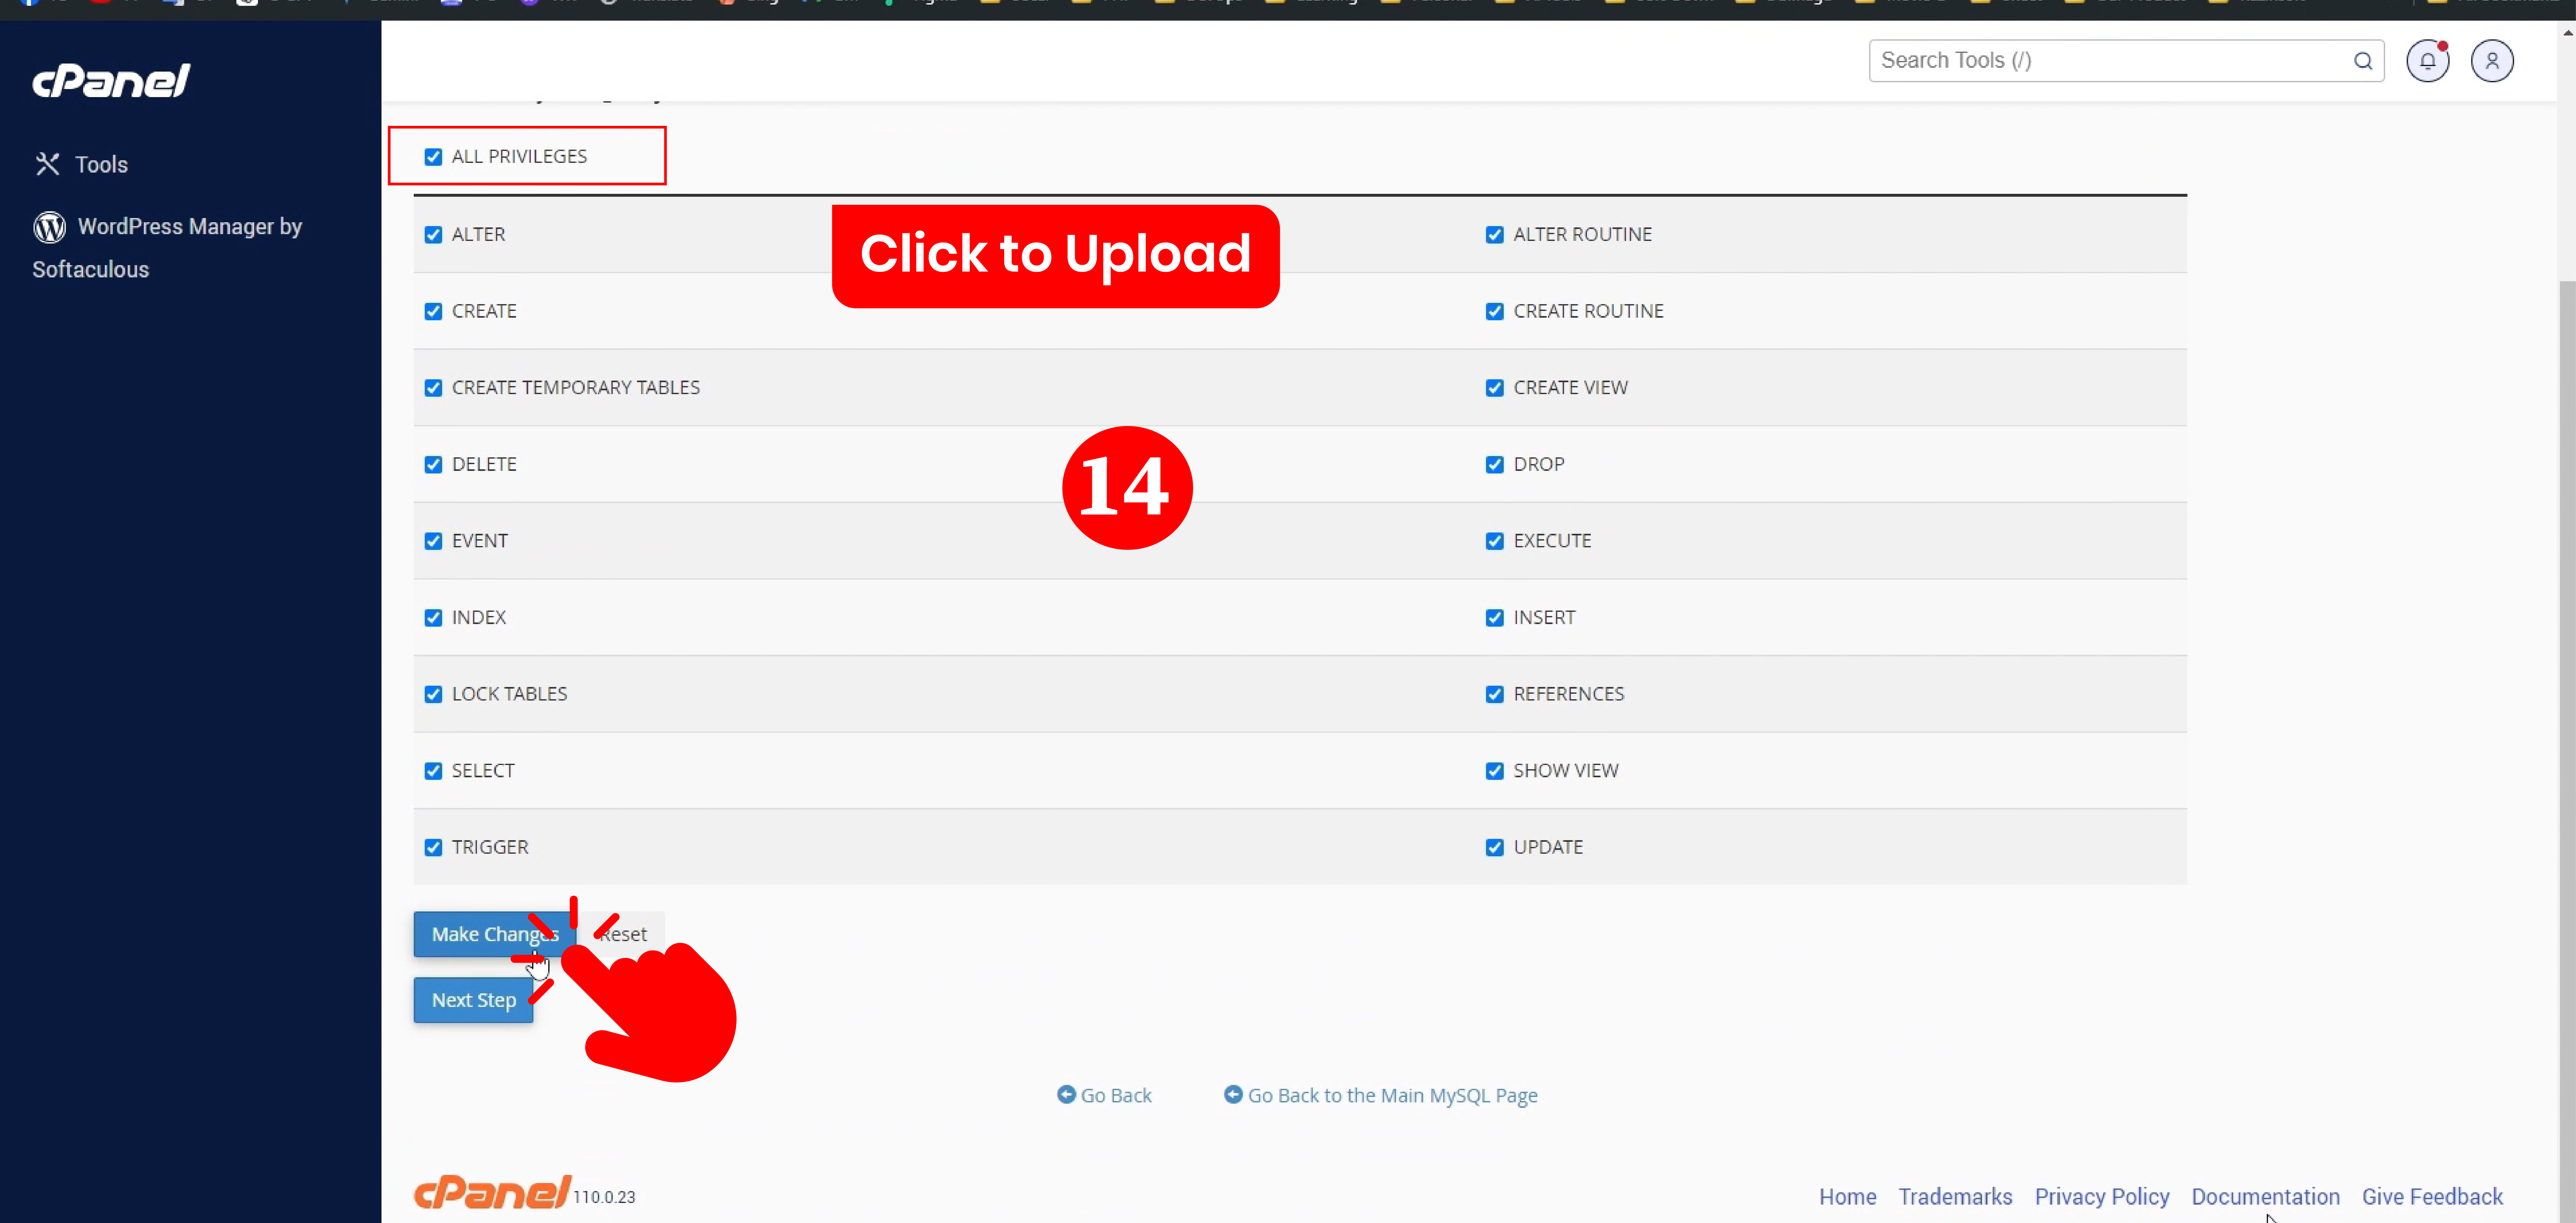 cPanel
Search Tools (/)
Tools
WordPress Manager by
Softaculous
ALL PRIVILEGES
Click to Upload
ALTER
ALTER ROUTINE
CREATE
CREATE ROUTINE
CREATE TEMPORARY TABLES
CREATE VIEW
14
DELETE
DROP
EVENT
EXECUTE
INDEX
INSERT
LOCK TABLES
REFERENCES
SELECT
SHOW VIEW
TRIGGER
UPDATE
Make Changes
Reset
Next Step
Go Back
Go Back to the Main MySQL Page
cPanel 110.0.23
Home Trademarks Privacy Policy Documentation Give Feedback